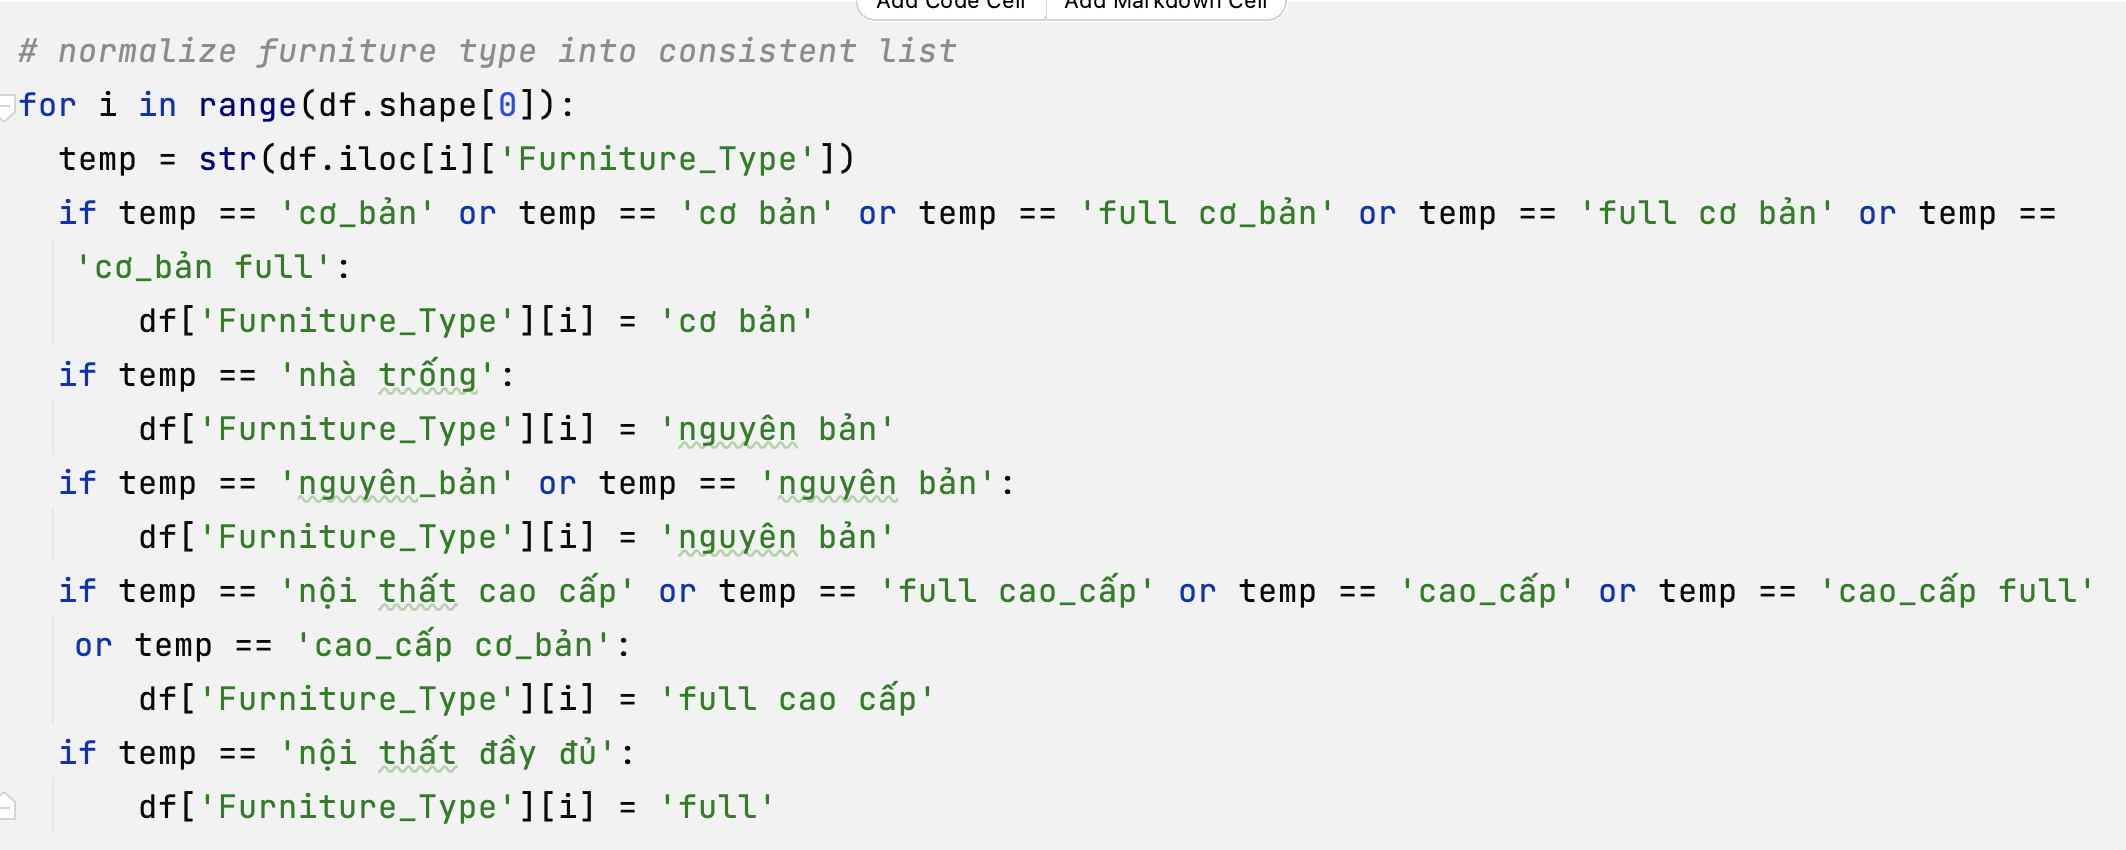 Add Code Cell Add Markdown Cell
# normalize furniture type into consistent list
for i in range(df.shape[0]):
temp = str(df.iloc[i]['Furniture_Type'])
if temp == 'cơ_bản' or temp == 'cơ bản' or temp == 'full cơ_bản' or temp == 'full cơ bản' or temp ==
'cơ_bản full':
df['Furniture_Type'][i] = 'cơ bản'
if temp == 'nhà trống':
df['Furniture_Type'][i] = 'nguyên bản'
if temp == 'nguyên_bản' or temp == 'nguyên bản':
df['Furniture_Type'][i] = 'nguyên bản'
if temp == 'nội thất cao cấp' or temp == 'full cao_cấp' or temp == 'cao_cấp' or temp == 'cao_cấp full'
or temp == 'cao_cấp cơ_bản':
df['Furniture_Type'][i] = 'full cao cấp'
if temp == 'nội thất đầy đủ':
df['Furniture_Type'][i] = 'full'